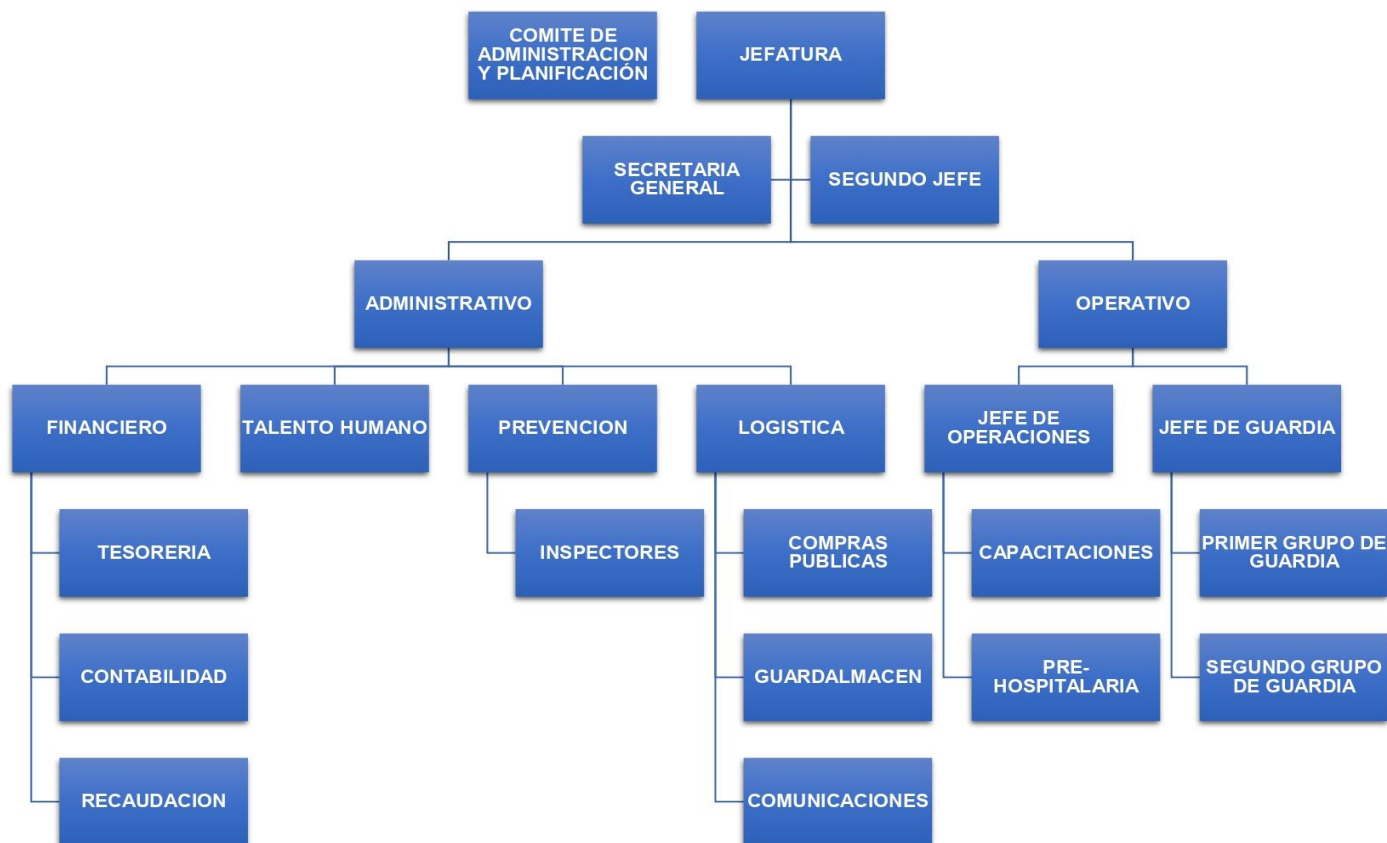 COMITE DE
ADMINISTRACION
Y PLANIFICACIÓN
JEFATURA
SECRETARIA
GENERAL
SEGUNDO JEFE
ADMINISTRATIVO
OPERATIVO
FINANCIERO
TALENTO HUMANO
PREVENCION
LOGISTICA
JEFE DE
OPERACIONES
JEFE DE GUARDIA
TESORERIA
INSPECTORES
COMPRAS
PUBLICAS
CAPACITACIONES
PRIMER GRUPO DE
GUARDIA
CONTABILIDAD
GUARDALMACEN
PRE-
HOSPITALARIA
SEGUNDO GRUPO
DE GUARDIA
RECAUDACION
COMUNICACIONES